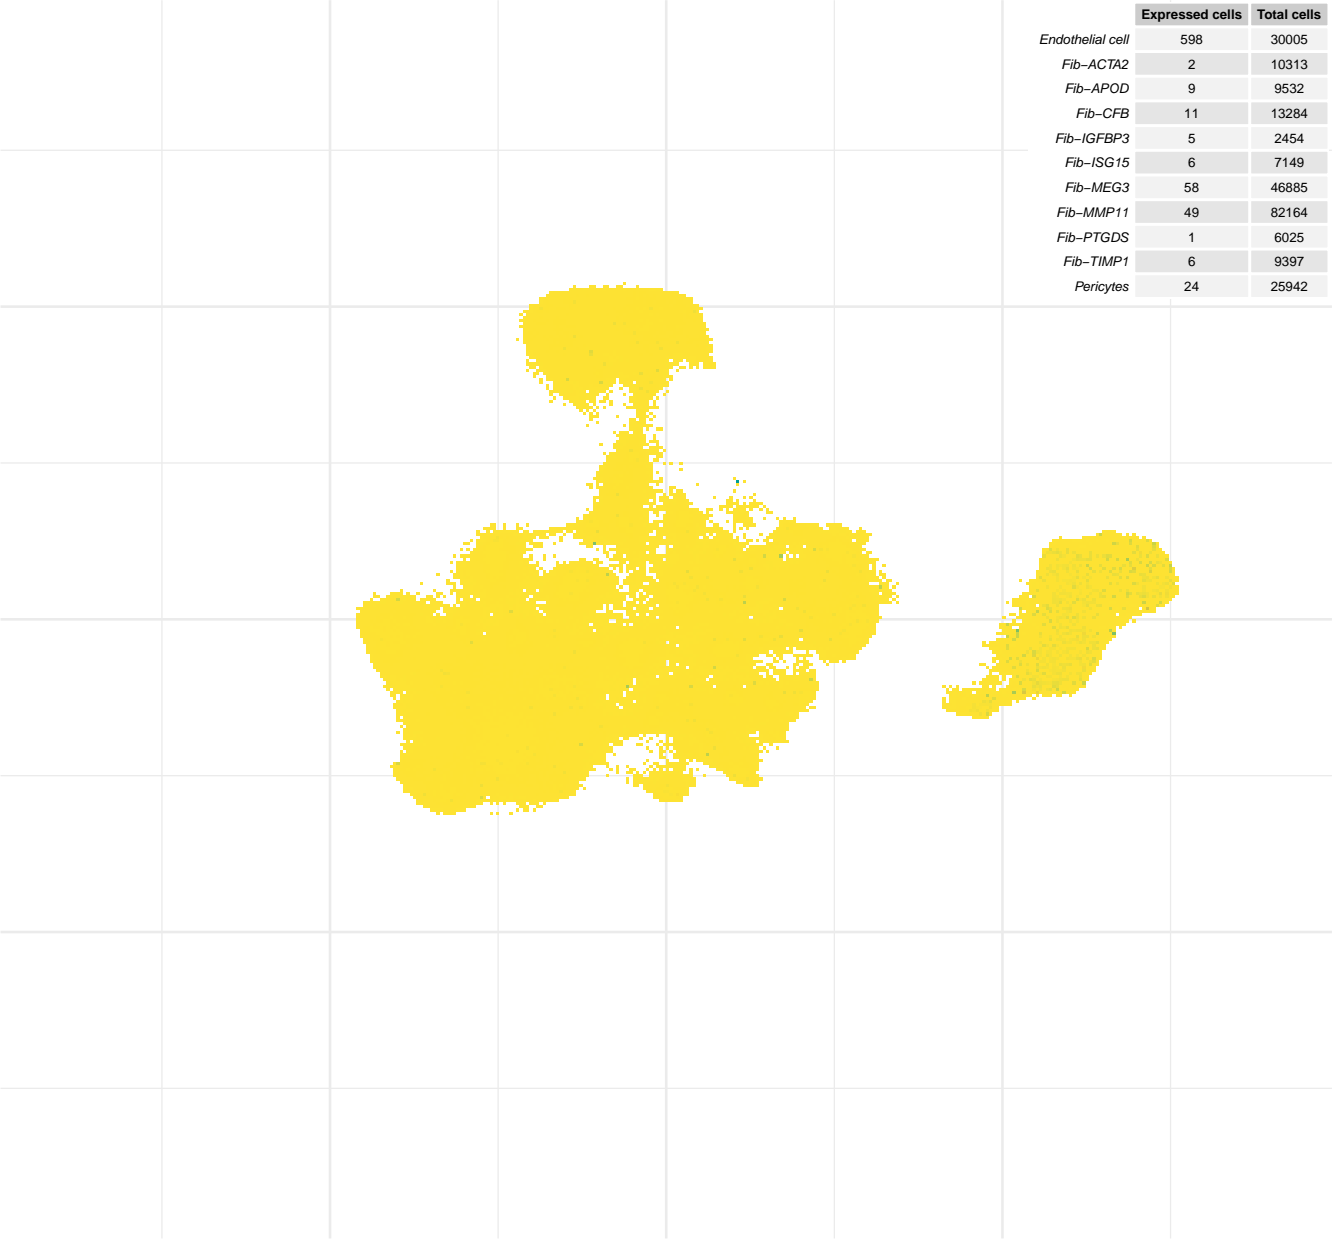 Expressed cells Total cells
Endothelial cell 598 30005
Fib−ACTA2 2 10313
Fib−APOD 9 9532
Fib−CFB 11 13284
Fib−IGFBP3 5 2454
Fib−ISG15 6 7149
Fib−MEG3 58 46885
Fib−MMP11 49 82164
Fib−PTGDS 1 6025
Fib−TIMP1 6 9397
Pericytes 24 25942